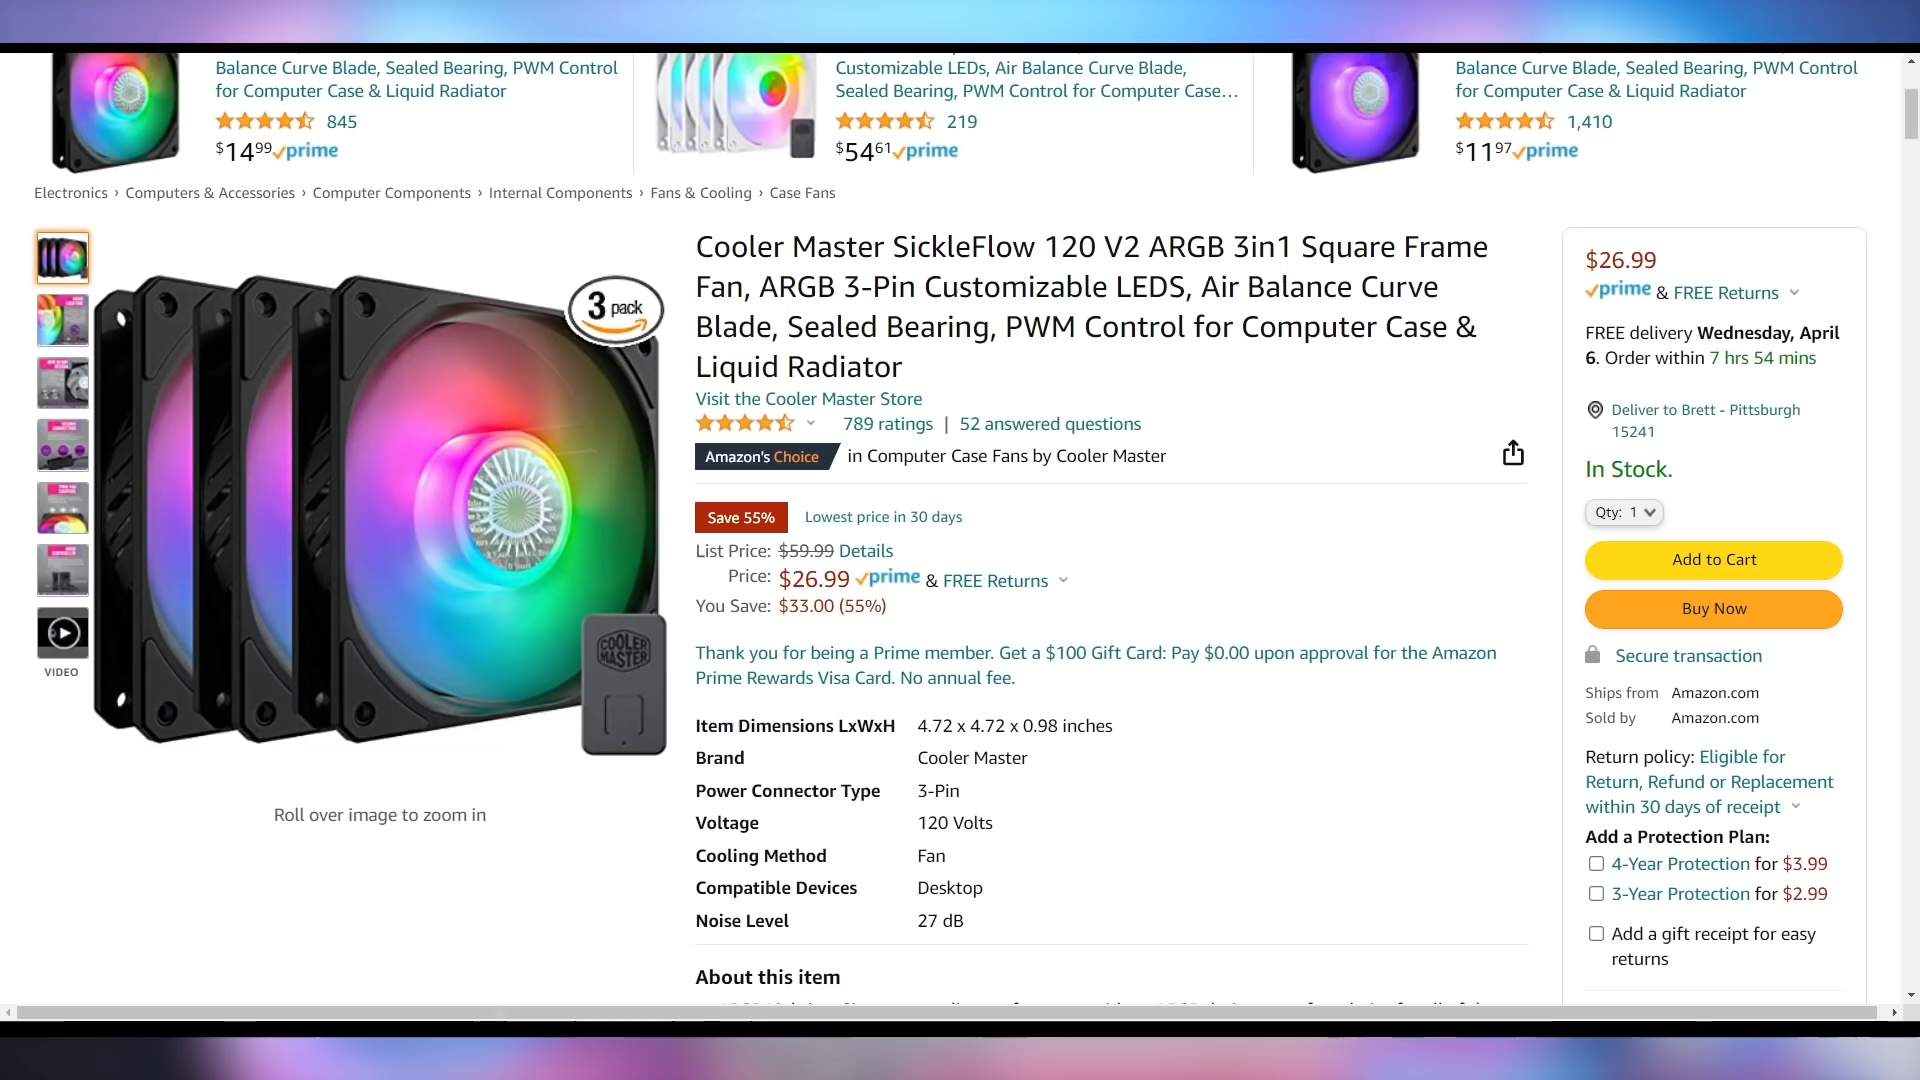 Balance Curve Blade, Sealed Bearing, PWM Control
for Computer Case & Liquid Radiator
845
$14.99 prime
Customizable LEDs, Air Balance Curve Blade,
Sealed Bearing, PWM Control for Computer Case…
219
$54.61 prime
Balance Curve Blade, Sealed Bearing, PWM Control
for Computer Case & Liquid Radiator
1,410
$11.97 prime
Electronics › Computers & Accessories › Computer Components › Internal Components › Fans & Cooling › Case Fans
3 pack
COOLER
MASTER
VIDEO
Roll over image to zoom in
Cooler Master SickleFlow 120 V2 ARGB 3in1 Square Frame
Fan, ARGB 3-Pin Customizable LEDS, Air Balance Curve
Blade, Sealed Bearing, PWM Control for Computer Case &
Liquid Radiator
Visit the Cooler Master Store
789 ratings | 52 answered questions
Amazon's Choice in Computer Case Fans by Cooler Master
Save 55% Lowest price in 30 days
List Price: $59.99 Details
Price: $26.99 prime & FREE Returns
You Save: $33.00 (55%)
Thank you for being a Prime member. Get a $100 Gift Card: Pay $0.00 upon approval for the Amazon
Prime Rewards Visa Card. No annual fee.
Item Dimensions LxWxH 4.72 x 4.72 x 0.98 inches
Brand Cooler Master
Power Connector Type 3-Pin
Voltage 120 Volts
Cooling Method Fan
Compatible Devices Desktop
Noise Level 27 dB
About this item
$26.99
prime & FREE Returns
FREE delivery Wednesday, April
6. Order within 7 hrs 54 mins
Deliver to Brett - Pittsburgh
15241
In Stock.
Qty: 1
Add to Cart
Buy Now
Secure transaction
Ships from Amazon.com
Sold by Amazon.com
Return policy: Eligible for
Return, Refund or Replacement
within 30 days of receipt
Add a Protection Plan:
4-Year Protection for $3.99
3-Year Protection for $2.99
Add a gift receipt for easy
returns